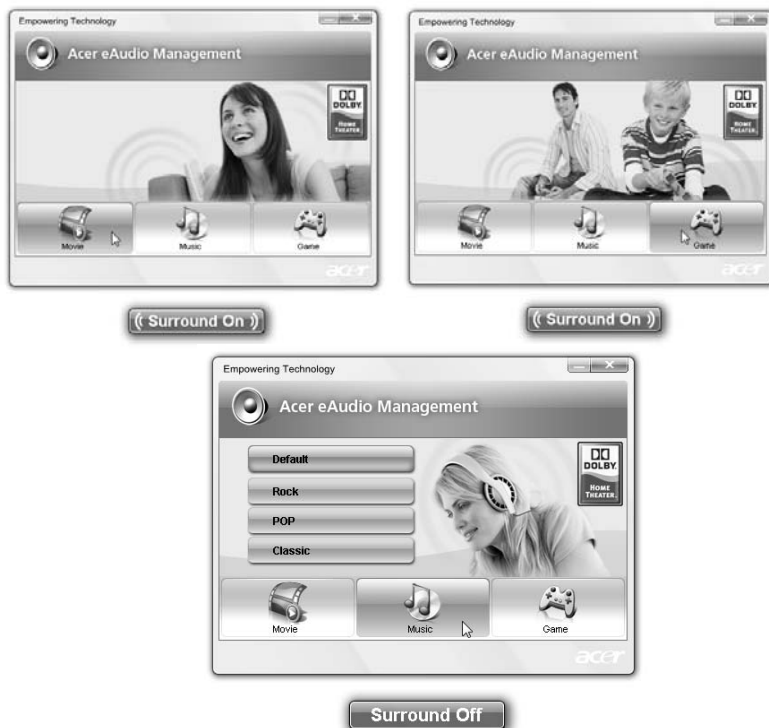 Empowering Technology
Acer eAudio Management
DOLBY
HOME THEATER
Movie Music Game
acer
((Surround On))
Empowering Technology
Acer eAudio Management
DOLBY
HOME THEATER
Movie Music Game
acer
((Surround On))
Empowering Technology
Acer eAudio Management
Default
Rock
POP
Classic
DOLBY
HOME
THEATER
Movie Music Game
acer
Surround Off